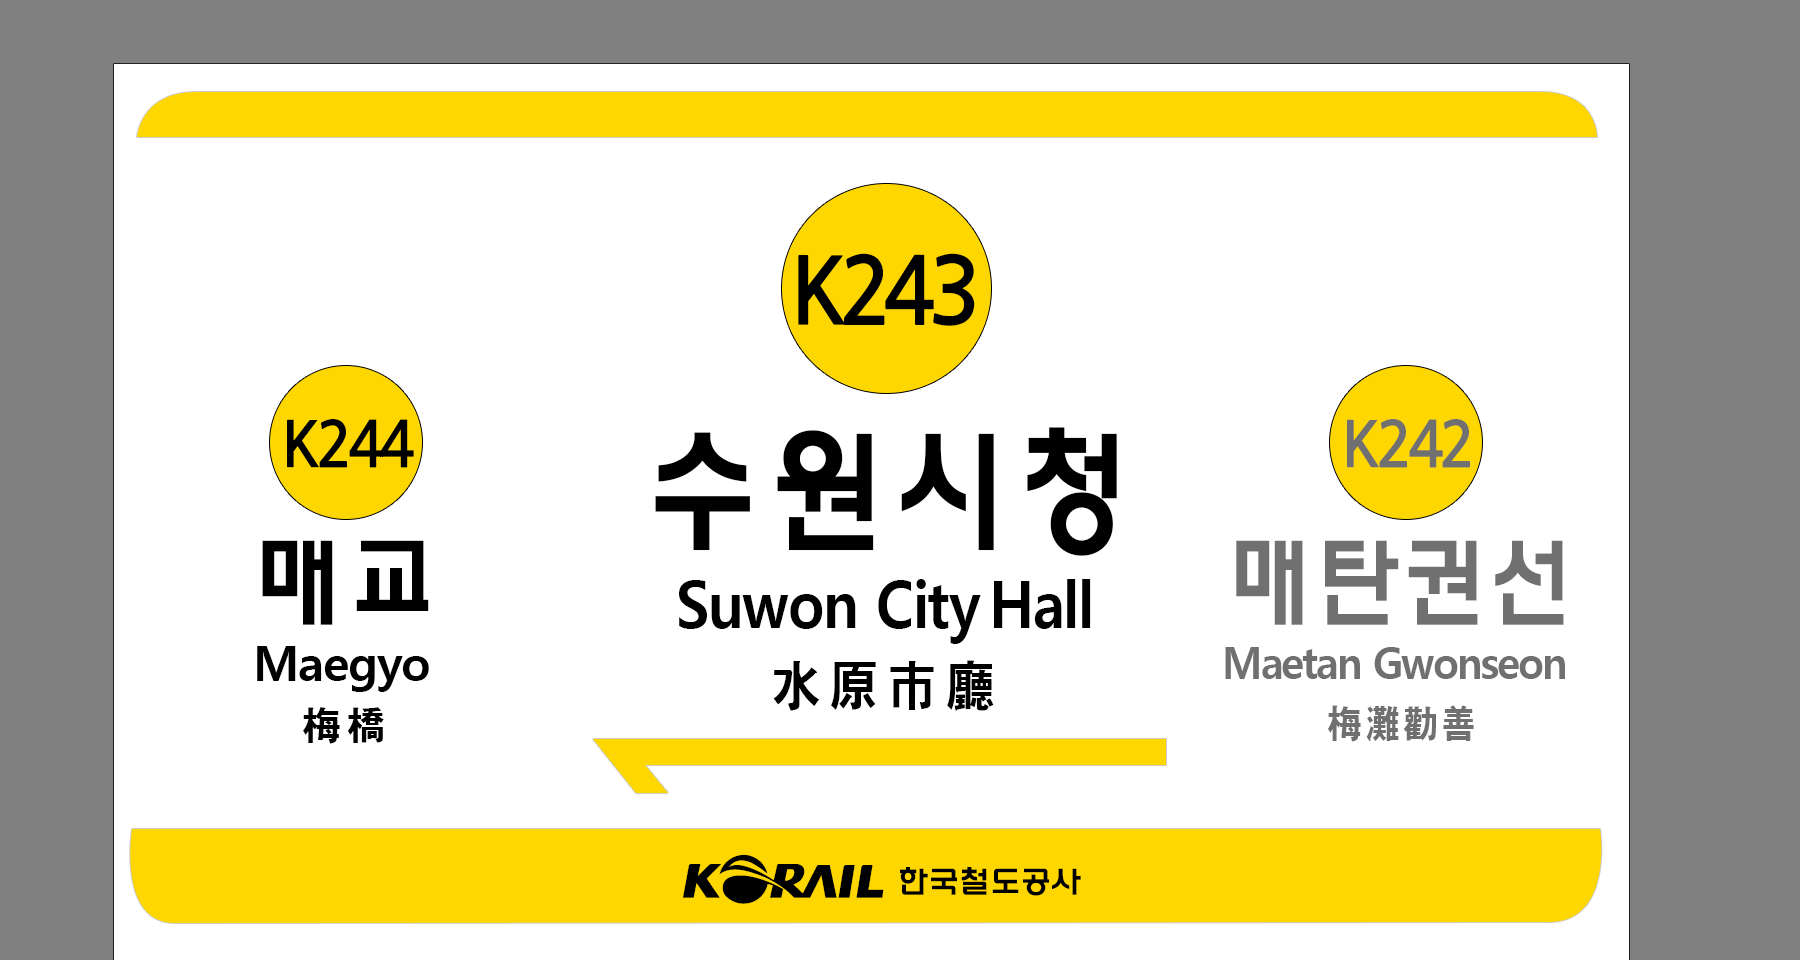 K243
수원시청
Suwon City Hall
水原市廳
K244
매교
Maegyo
梅橋
K242
매탄권선
Maetan Gwonseon
梅灘勸善
KORAIL 한국철도공사